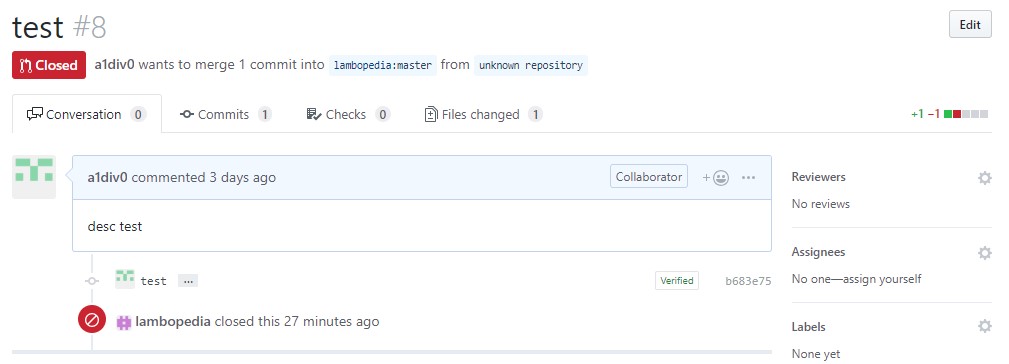 test #8
Edit
Closed a1div0 wants to merge 1 commit into lambopedia:master from unknown repository
Conversation 0 Commits 1 Checks 0 Files changed 1 +1 −1
a1div0 commented 3 days ago Collaborator + ...
desc test
test ... Verified b683e75
lambopedia closed this 27 minutes ago
Reviewers
No reviews
Assignees
No one—assign yourself
Labels
None yet